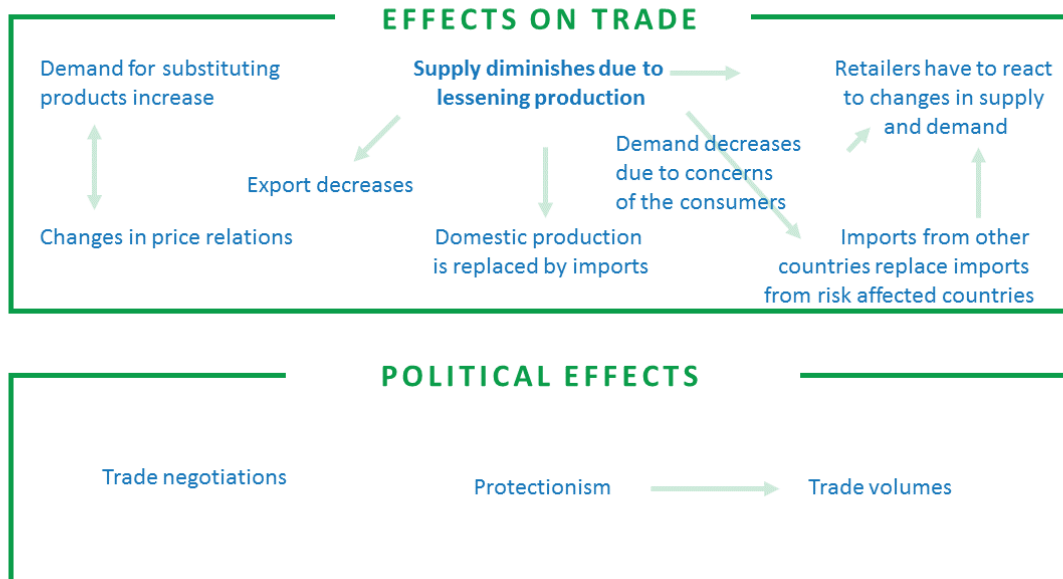 EFFECTS ON TRADE
Demand for substituting
products increase
Supply diminishes due to
lessening production
Retailers have to react
to changes in supply
and demand
Demand decreases
due to concerns
of the consumers
Export decreases
Changes in price relations
Domestic production
is replaced by imports
Imports from other
countries replace imports
from risk affected countries
POLITICAL EFFECTS
Trade negotiations
Protectionism
Trade volumes